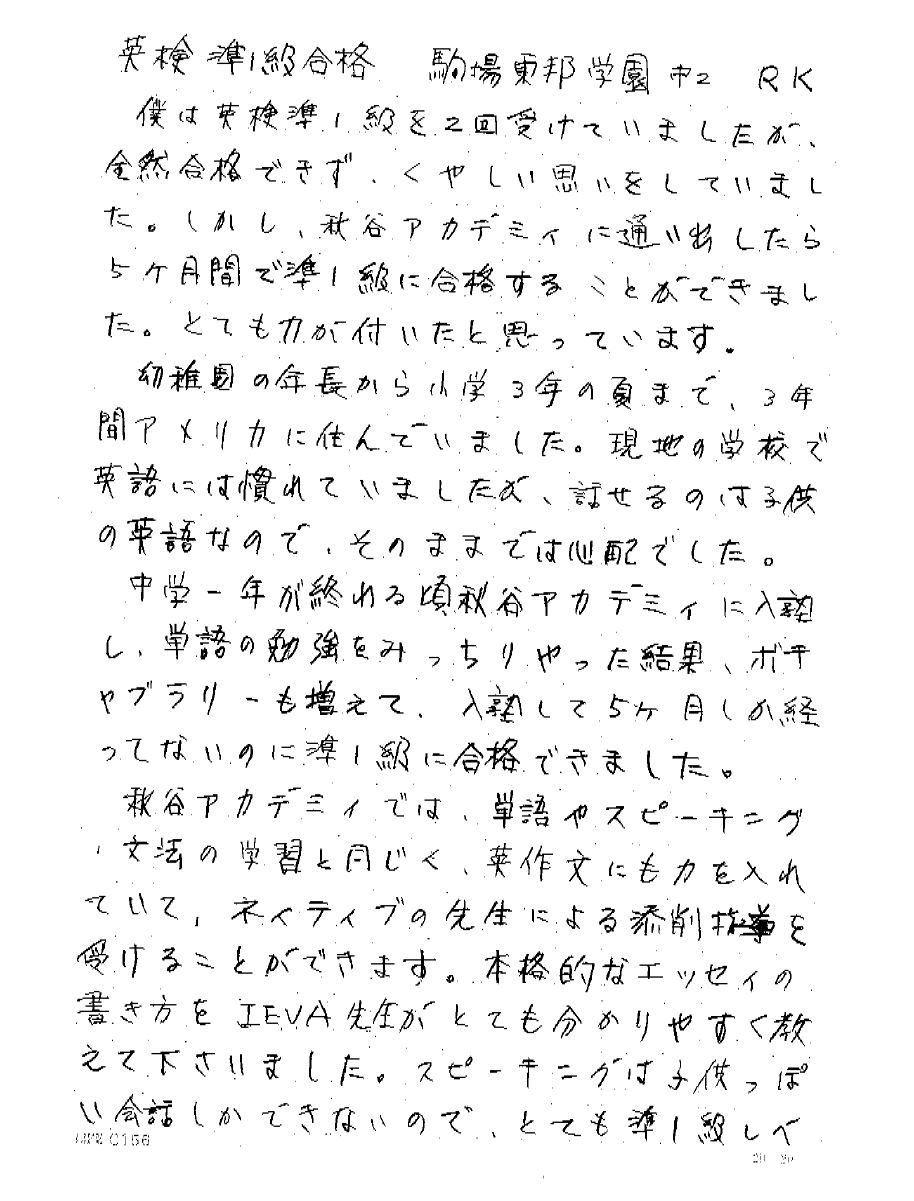 英検準1級合格　駒場東邦学園中2　RK
僕は英検準1級を2回受けていましたが、
全然合格できず、くやしい思いをしていまし
た。しかし、秋谷アカデミィに通い出したら
5ケ月間で準1級に合格することができまし
た。とても力が付いたと思っています。
幼稚園の年長から小学3年の頃まで、3年
間アメリカに住んでいました。現地の学校で
英語には慣れていましたが、話せるのは子供
の英語なので、そのままでは心配でした。
中学一年が終わる頃秋谷アカデミィに入塾
し、単語の勉強をみっちりやった結果、ボキ
ャブラリーも増えて、入塾して5ヶ月しか経
ってないのに準1級に合格できました。
秋谷アカデミィでは、単語やスピーキング
・文法の学習と同じく、英作文にも力を入れ
ていて、ネイティブの先生による添削指導を
受けることができます。本格的なエッセイの
書き方をIEVA先生がとても分かりやすく教
えて下さいました。スピーキングは子供っぽ
い会話しかできないので、とても準1級レベ
LIFE C156
20 20